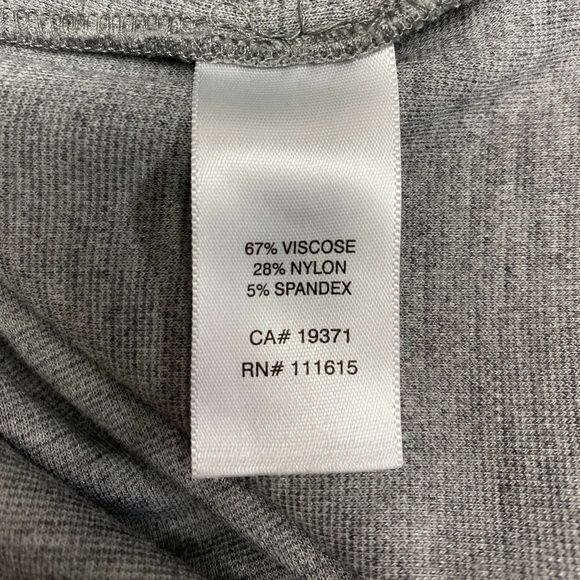 67% VISCOSE
28% NYLON
5% SPANDEX
CA# 19371
RN# 111615